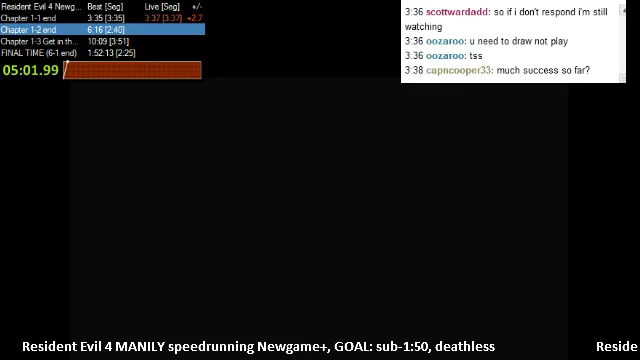 Resident Evil 4 Newg... Best [Seg] Live [Seg] +/-
Chapter 1-1 end 3:35 [3:35] 3:37 [3:37] +2.7
Chapter 1-2 end 6:16 [2:40]
Chapter 1-3 Get in th... 10:09 [3:51]
FINAL TIME (6-1 end) 1:52:13 [2:25]
05:01.99
3:36 scottwardadd: so if i don't respond i'm still
watching
3:36 oozaroo: u need to draw not play
3:36 oozaroo: tss
3:38 capncooper33: much success so far?
Resident Evil 4 MANILY speedrunning Newgame+, GOAL: sub-1:50, deathless Reside